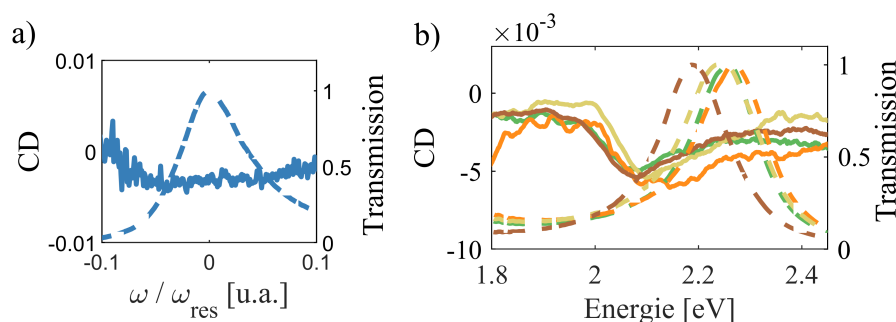 a)
b)
×10⁻³
0.01
0
-0.01
CD
1
0.5
0
Transmission
-0.1
0
0.1
ω / ω_res [u.a.]
0
-5
-10
CD
1
0.5
0
Transmission
1.8
2
2.2
2.4
Energie [eV]